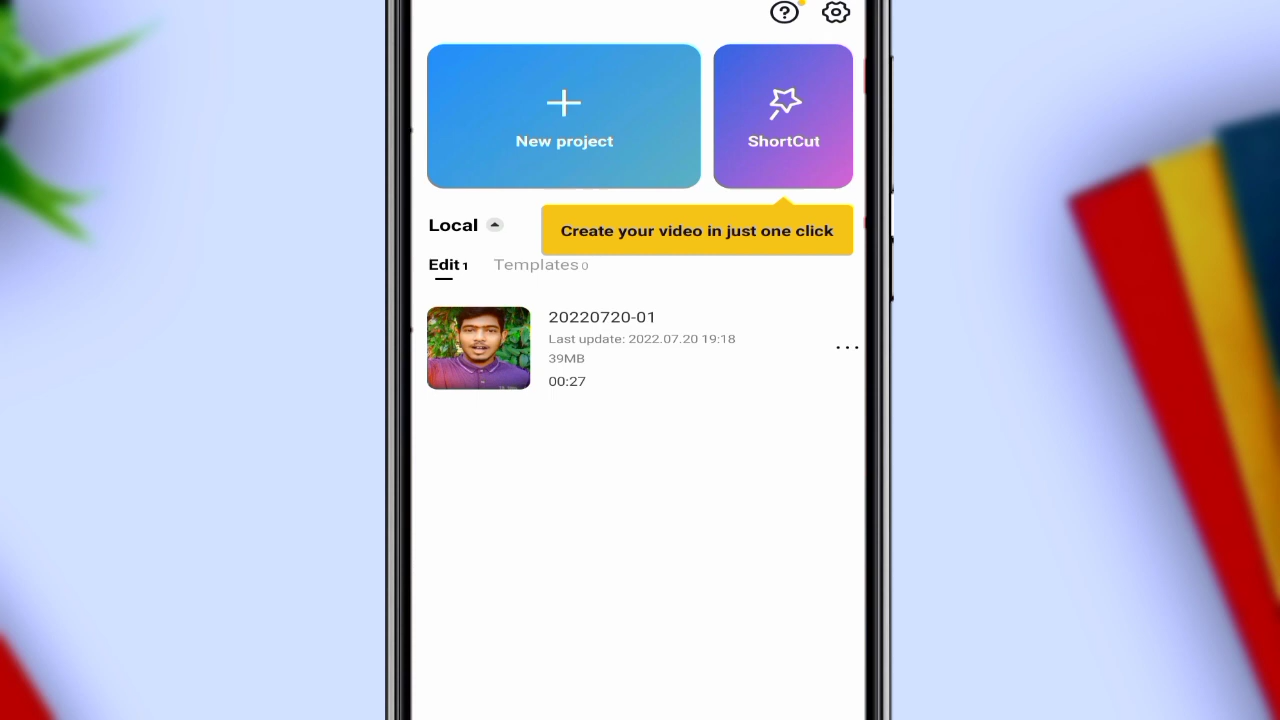 New project
ShortCut
Local
Create your video in just one click
Edit 1
Templates 0
20220720-01
Last update: 2022.07.20 19:18
39MB
00:27